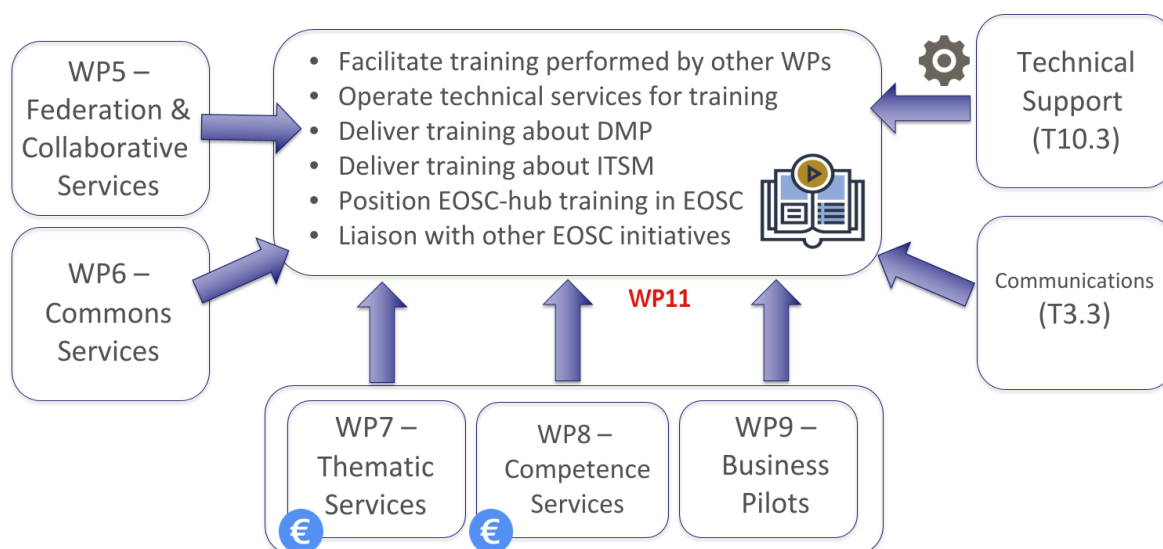 WP5 –
Federation &
Collaborative
Services
• Facilitate training performed by other WPs
• Operate technical services for training
• Deliver training about DMP
• Deliver training about ITSM
• Position EOSC-hub training in EOSC
• Liaison with other EOSC initiatives
Technical
Support
(T10.3)
WP6 –
Commons
Services
WP11
Communications
(T3.3)
WP7 –
Thematic
Services
€
WP8 –
Competence
Services
€
WP9 –
Business
Pilots